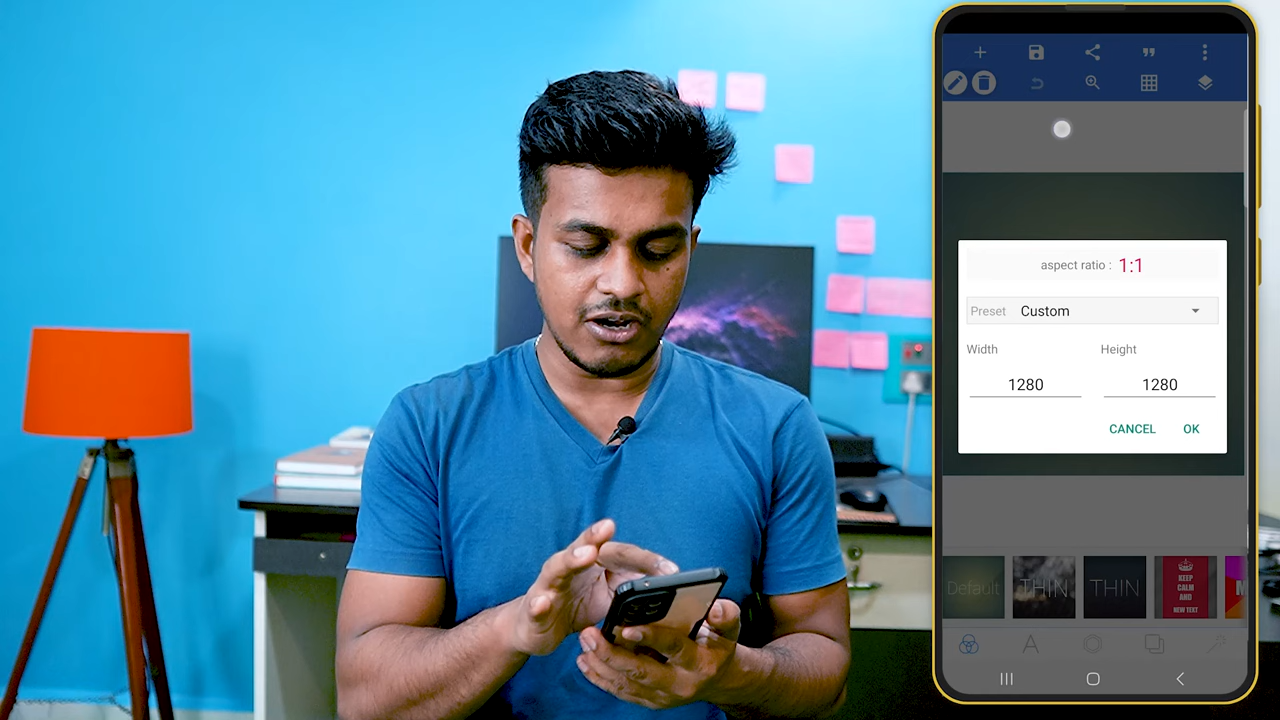 aspect ratio : 1:1
Preset Custom
Width Height
1280 1280
CANCEL OK
Default THIN THIN KEEP
CALM
AND
NEW TEXT